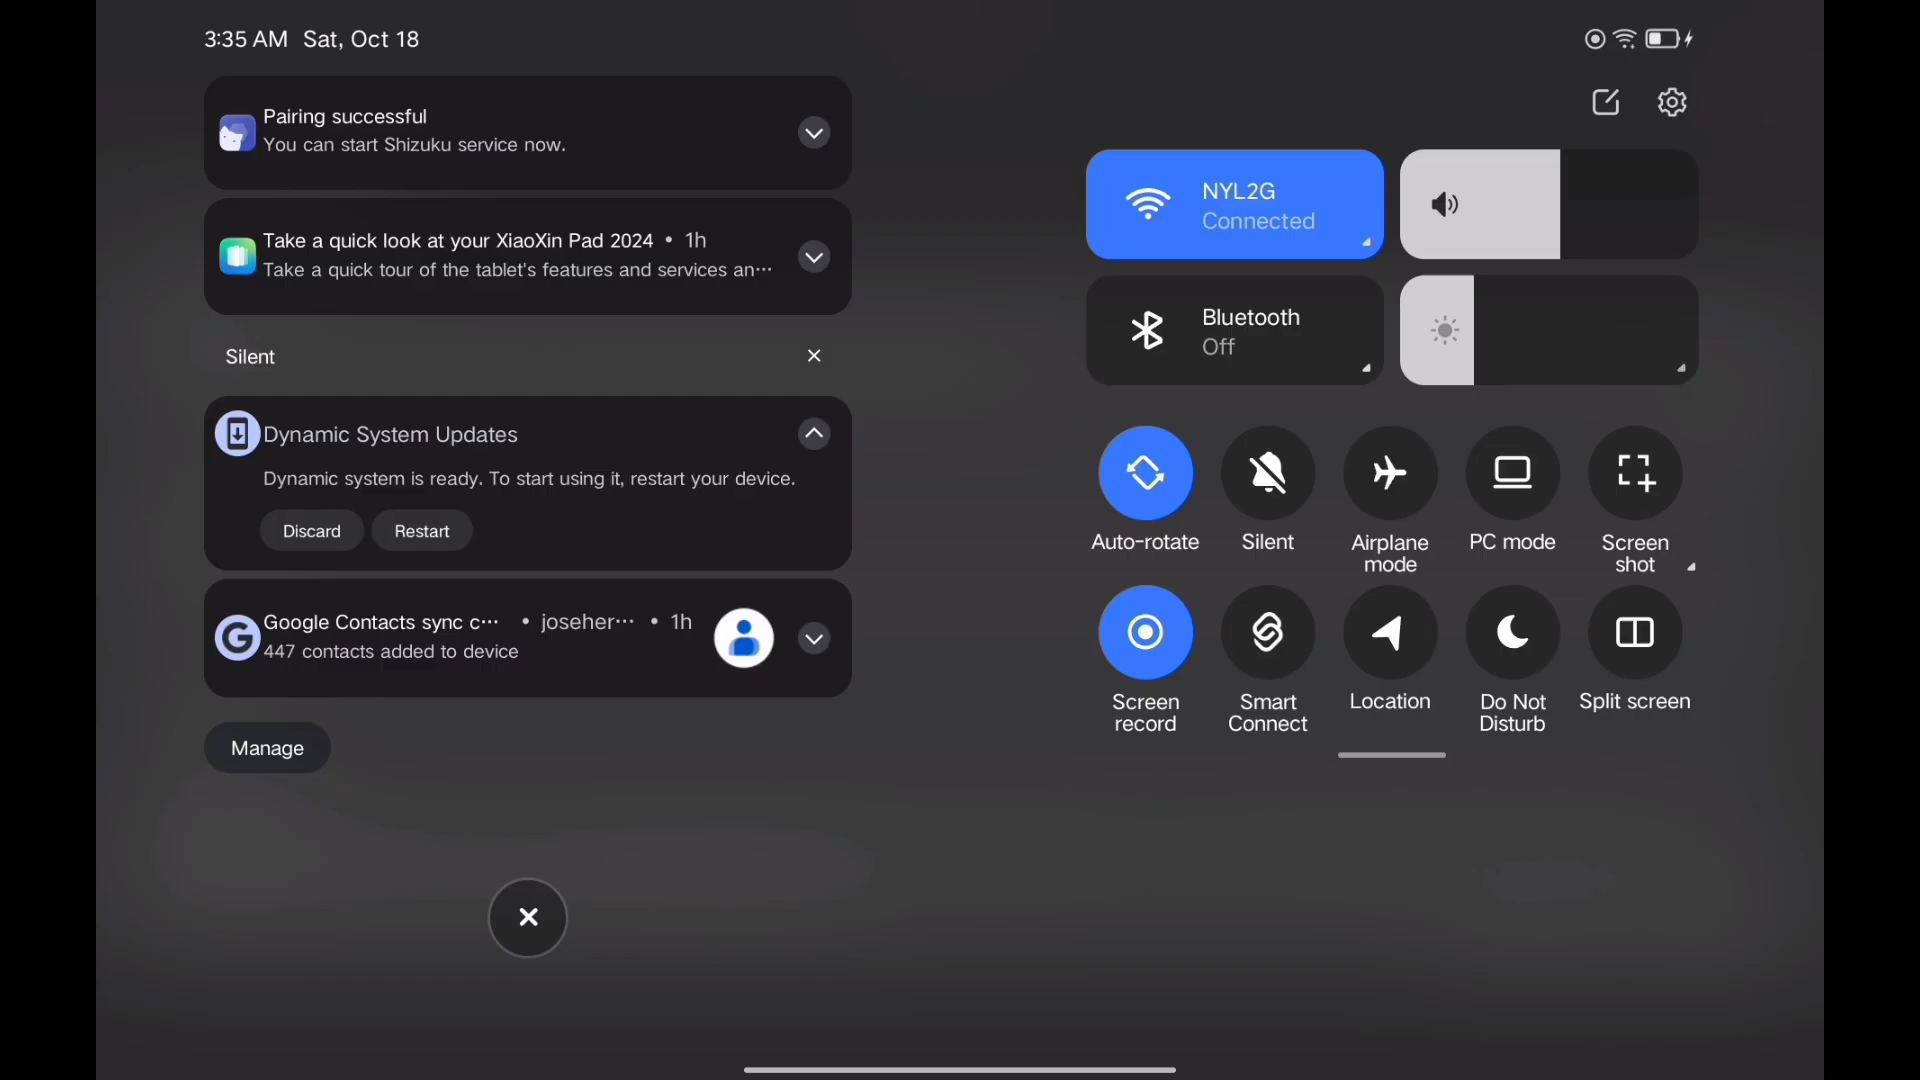 3:35 AM Sat, Oct 18
Pairing successful
You can start Shizuku service now.
Take a quick look at your XiaoXin Pad 2024 • 1h
Take a quick tour of the tablet's features and services an···
Silent
Dynamic System Updates
Dynamic system is ready. To start using it, restart your device.
Discard Restart
Google Contacts sync c··· • joseher··· • 1h
447 contacts added to device
Manage
NYL2G
Connected
Bluetooth
Off
Auto-rotate
Silent
Airplane
mode
PC mode
Screen
shot
Screen
record
Smart
Connect
Location
Do Not
Disturb
Split screen